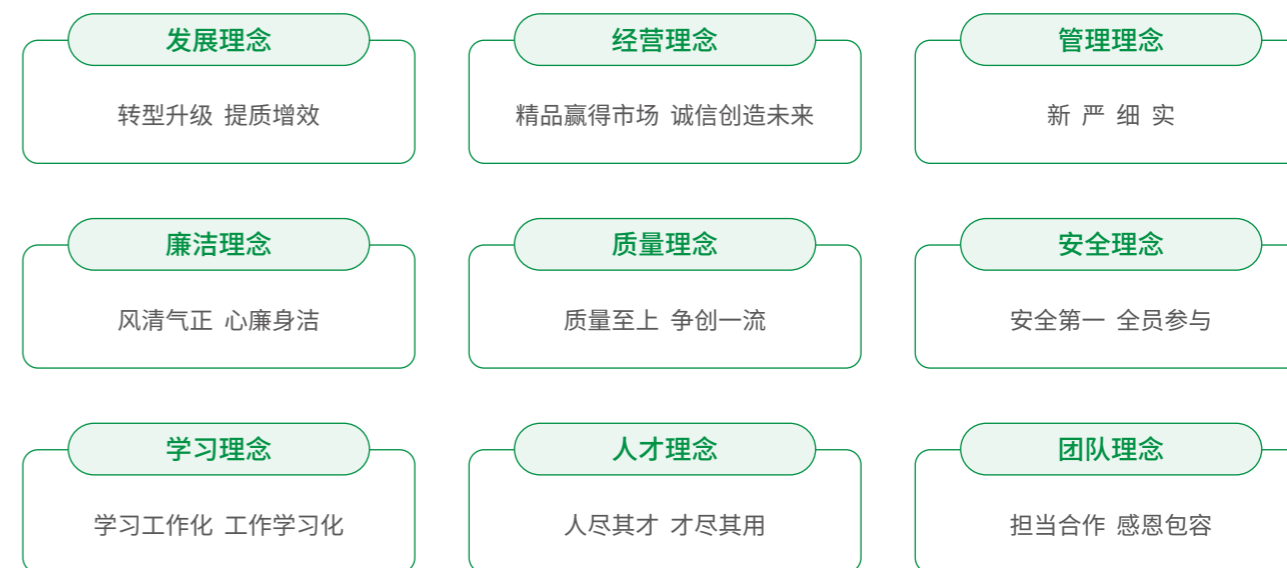 发展理念
转型升级 提质增效
经营理念
精品赢得市场 诚信创造未来
管理理念
新 严 细 实
廉洁理念
风清气正 心廉身洁
质量理念
质量至上 争创一流
安全理念
安全第一 全员参与
学习理念
学习工作化 工作学习化
人才理念
人尽其才 才尽其用
团队理念
担当合作 感恩包容